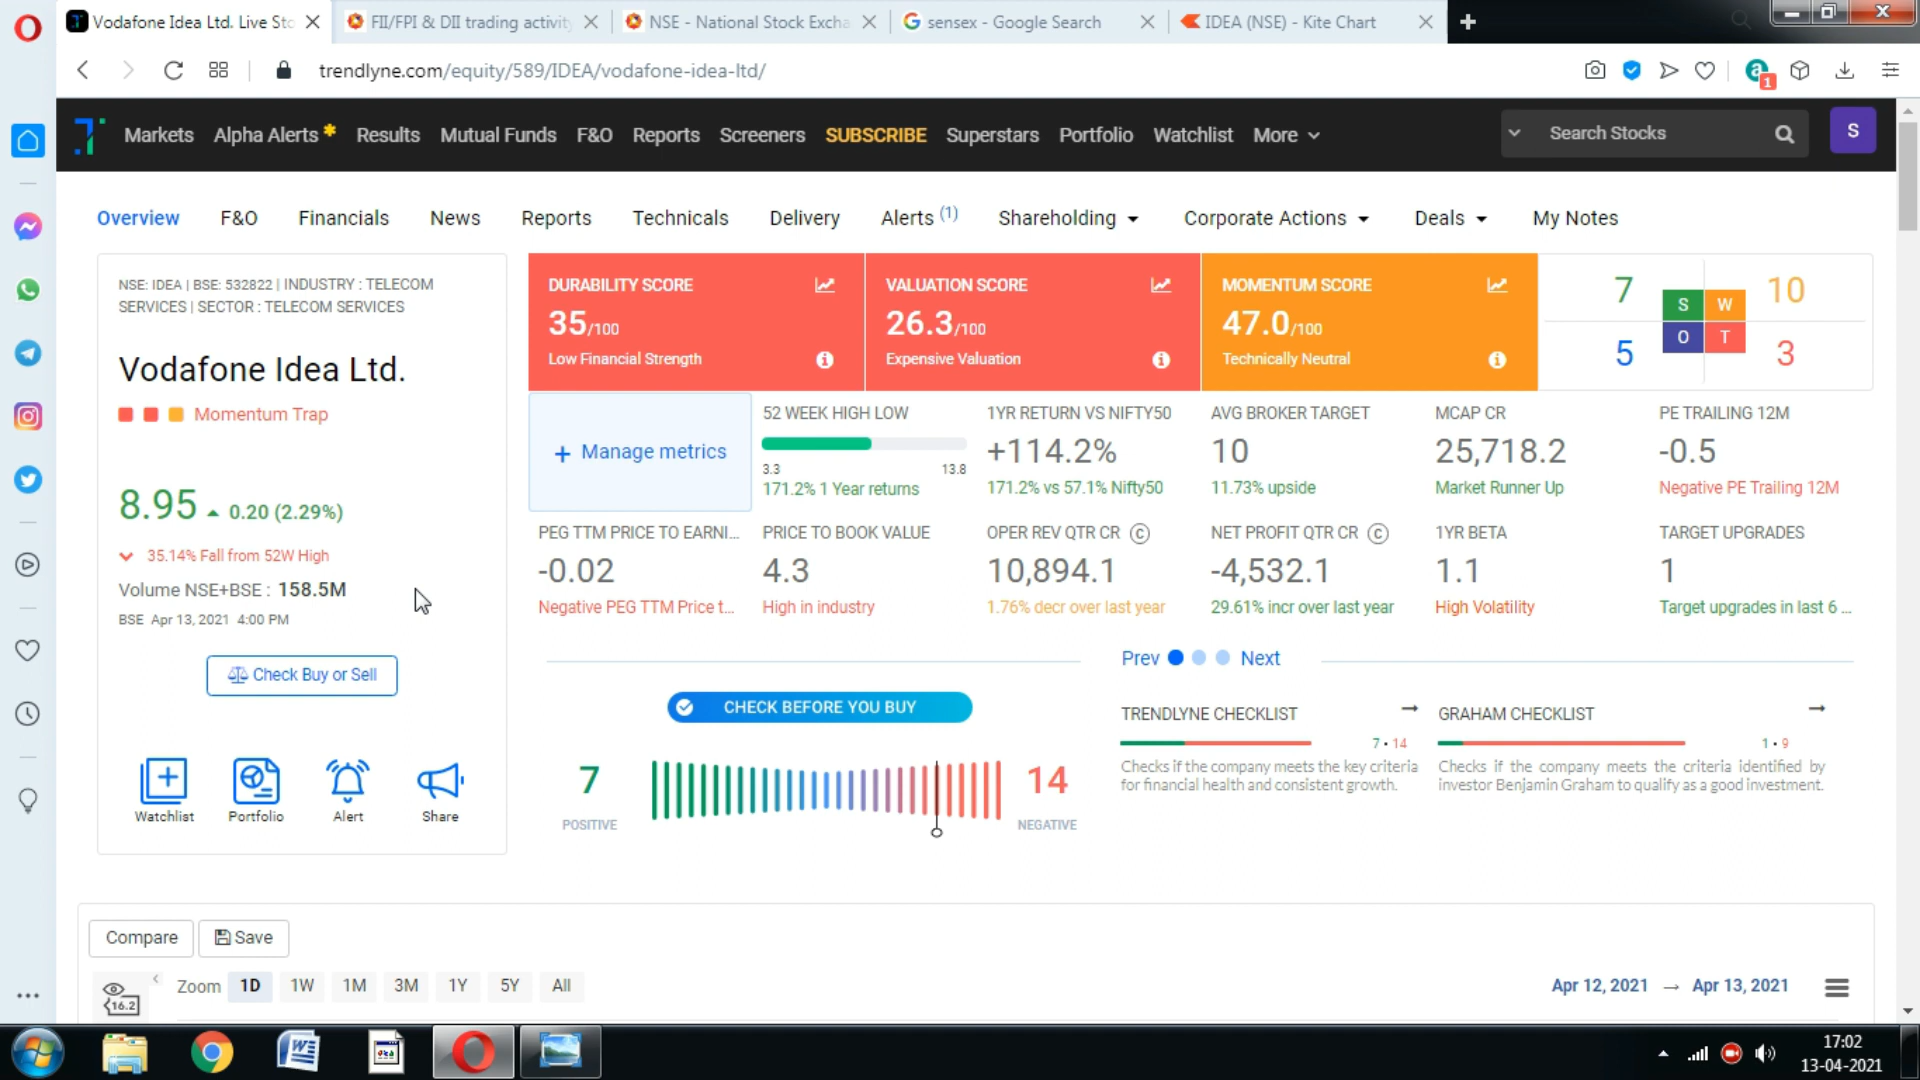 Vodafone Idea Ltd. Live Sto
FII/FPI & DII trading activity
NSE - National Stock Excha
sensex - Google Search
IDEA (NSE) - Kite Chart
trendlyne.com/equity/589/IDEA/vodafone-idea-ltd/
1
Markets Alpha Alerts Results Mutual Funds F&O Reports Screeners SUBSCRIBE Superstars Portfolio Watchlist More
Search Stocks
S
Overview F&O Financials News Reports Technicals Delivery Alerts (1) Shareholding Corporate Actions Deals My Notes
NSE: IDEA | BSE: 532822 | INDUSTRY : TELECOM
SERVICES | SECTOR : TELECOM SERVICES
Vodafone Idea Ltd.
Momentum Trap
8.95 0.20 (2.29%)
35.14% Fall from 52W High
Volume NSE+BSE : 158.5M
BSE Apr 13, 2021 4:00 PM
Check Buy or Sell
Watchlist Portfolio Alert Share
DURABILITY SCORE
35/100
Low Financial Strength
VALUATION SCORE
26.3/100
Expensive Valuation
MOMENTUM SCORE
47.0/100
Technically Neutral
7 S W 10
5 O T 3
+ Manage metrics
52 WEEK HIGH LOW
3.3 13.8
171.2% 1 Year returns
1YR RETURN VS NIFTY50
+114.2%
171.2% vs 57.1% Nifty50
AVG BROKER TARGET
10
11.73% upside
MCAP CR
25,718.2
Market Runner Up
PE TRAILING 12M
-0.5
Negative PE Trailing 12M
PEG TTM PRICE TO EARNI...
-0.02
Negative PEG TTM Price t...
PRICE TO BOOK VALUE
4.3
High in industry
OPER REV QTR CR C
10,894.1
1.76% decr over last year
NET PROFIT QTR CR C
-4,532.1
29.61% incr over last year
1YR BETA
1.1
High Volatility
TARGET UPGRADES
1
Target upgrades in last 6 ...
Prev Next
CHECK BEFORE YOU BUY
7
POSITIVE
14
NEGATIVE
TRENDLYNE CHECKLIST
7 • 14
Checks if the company meets the key criteria
for financial health and consistent growth.
GRAHAM CHECKLIST
1 • 9
Checks if the company meets the criteria identified by
investor Benjamin Graham to qualify as a good investment.
Compare Save
16.2
Zoom 1D 1W 1M 3M 1Y 5Y All
Apr 12, 2021 → Apr 13, 2021
17:02
13-04-2021